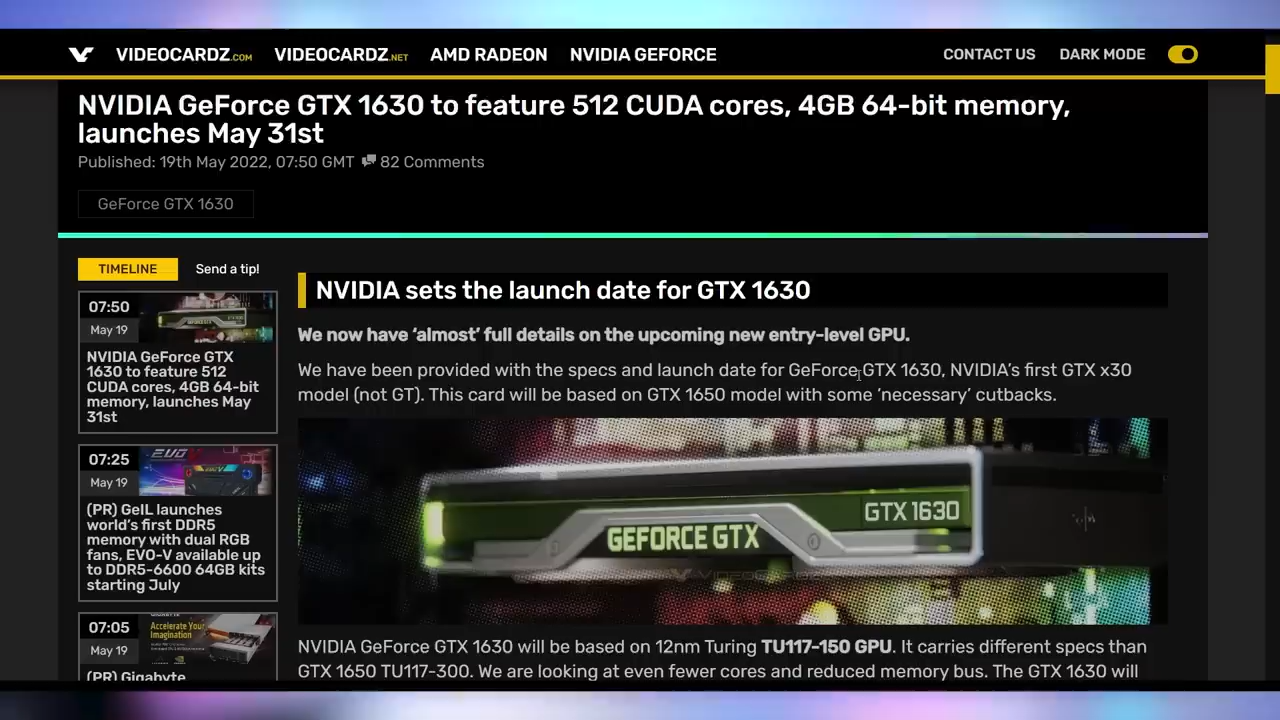 VIDEOCARDZ.COM VIDEOCARDZ.NET AMD RADEON NVIDIA GEFORCE CONTACT US DARK MODE
NVIDIA GeForce GTX 1630 to feature 512 CUDA cores, 4GB 64-bit memory,
launches May 31st
Published: 19th May 2022, 07:50 GMT 82 Comments
GeForce GTX 1630
TIMELINE Send a tip!
07:50
May 19
NVIDIA GeForce GTX
1630 to feature 512
CUDA cores, 4GB 64-bit
memory, launches May
31st
07:25
May 19
EVO V
(PR) GeIL launches
world's first DDR5
memory with dual RGB
fans, EVO-V available up
to DDR5-6600 64GB kits
starting July
07:05
May 19
Accelerate Your
Imagination
(PR) Gigabyte
NVIDIA sets the launch date for GTX 1630
We now have 'almost' full details on the upcoming new entry-level GPU.
We have been provided with the specs and launch date for GeForce GTX 1630, NVIDIA's first GTX x30
model (not GT). This card will be based on GTX 1650 model with some 'necessary' cutbacks.
GTX 1630
GEFORCE GTX
VIDEOCARDZ
NVIDIA GeForce GTX 1630 will be based on 12nm Turing TU117-150 GPU. It carries different specs than
GTX 1650 TU117-300. We are looking at even fewer cores and reduced memory bus. The GTX 1630 will